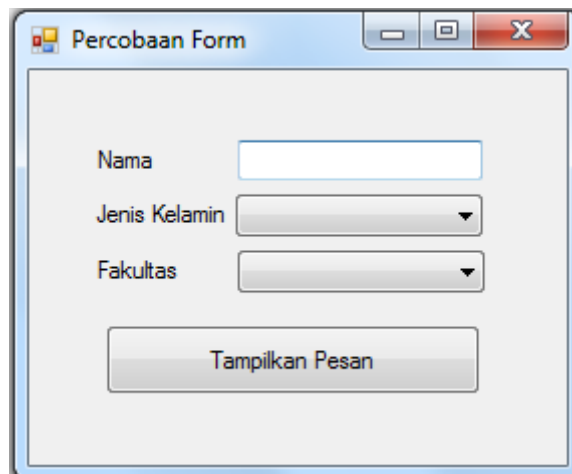 Percobaan Form
Nama
Jenis Kelamin
Fakultas
Tampilkan Pesan